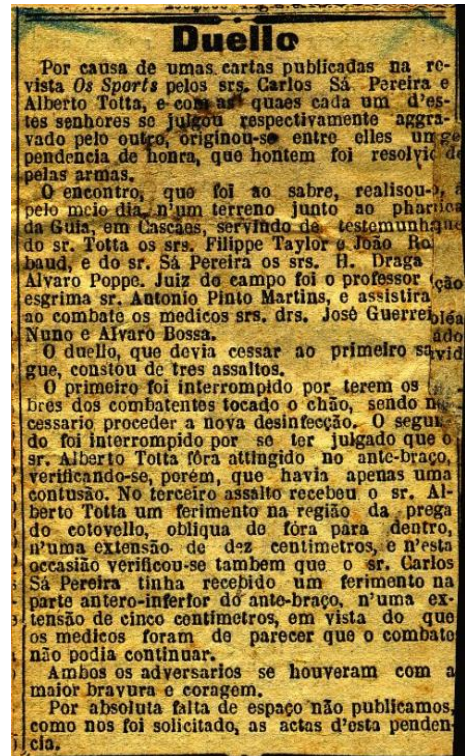 Duello
Por causa de umas cartas publicadas na re-
vista Os Sports pelos srs. Carlos Sá Pereira e
Alberto Totta, e com as quaes cada um d'es-
tes senhores se julgou respectivamente aggra-
vado pelo outro, originou-se entre elles
pendencia de honra, que hontem foi
pelas armas.
O encontro, que foi ao sabre,
pelo meio dia, n'um terreno junto ao
da Guia, em Cascaes, servindo de
do sr. Totta os srs. Filippe Taylor e João
baud, e do sr. Sá Pereira os srs. H. Draga
Alvaro Poppe. Juiz do campo foi o professor
esgrima sr. Antonio Pinto Martins, e
ao combate os medicos srs. drs. José
Nuno e Alvaro Bossa.
O duello, que devia cessar ao primeiro
gue, constou de tres assaltos.
O primeiro foi interrompido por terem os
bres dos combatentes tocado o chão, sendo
cessario proceder a nova desinfecção. O segun
do foi interrompido por se ter julgado que o
sr. Alberto Totta fôra attingido no ante-braço,
verificando-se, porém, que havia apenas uma
contusão. No terceiro assalto recebeu o sr. Al-
berto Totta um ferimento na região da prega
do cotovello, obliqua de fóra para dentro,
n'uma extensão de dez centimetros, e n'esta
occasião verificou-se tambem que o sr. Carlos
Sá Pereira tinha recebido um ferimento na
parte antero-inferior do ante-braço, n'uma ex-
tensão de cinco centimetros, em vista do que
os medicos foram de parecer que o combate
não podia continuar.
Ambos os adversarios se houveram com a
maior bravura e coragem.
Por absoluta falta de espaço não publicamos,
como nos foi solicitado, as actas d'esta penden-
cia.